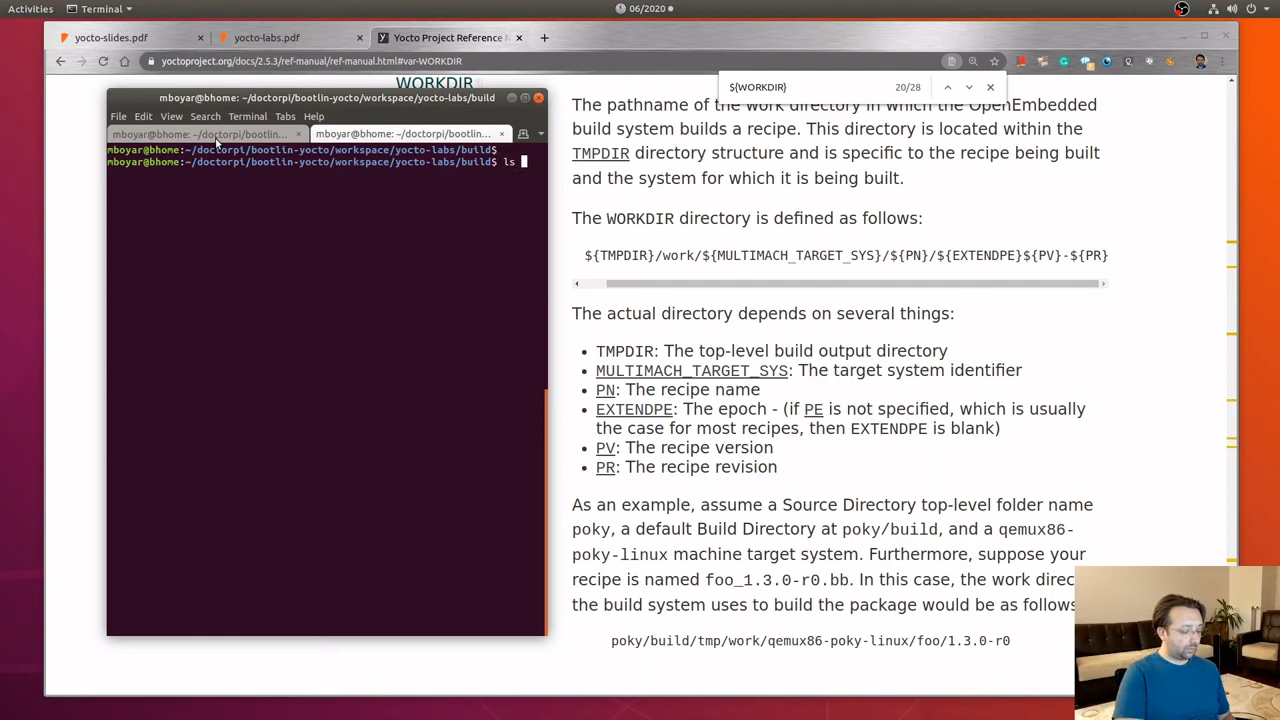 Activities Terminal 06/2020
yocto-slides.pdf × yocto-labs.pdf × Yocto Project Reference M ×
yoctoproject.org/docs/2.5.3/ref-manual/ref-manual.html#var-WORKDIR
WORKDIR
${WORKDIR} 20/28
mboyar@bhome: ~/doctorpi/bootlin-yocto/workspace/yocto-labs/build
File Edit View Search Terminal Tabs Help
mboyar@bhome: ~/doctorpi/bootlin... × mboyar@bhome: ~/doctorpi/bootlin... ×
mboyar@bhome:~/doctorpi/bootlin-yocto/workspace/yocto-labs/build$
mboyar@bhome:~/doctorpi/bootlin-yocto/workspace/yocto-labs/build$ ls
The pathname of the work directory in which the OpenEmbedded
build system builds a recipe. This directory is located within the
TMPDIR directory structure and is specific to the recipe being built
and the system for which it is being built.
The WORKDIR directory is defined as follows:
${TMPDIR}/work/${MULTIMACH_TARGET_SYS}/${PN}/${EXTENDPE}${PV}-${PR}
The actual directory depends on several things:
• TMPDIR: The top-level build output directory
• MULTIMACH_TARGET_SYS: The target system identifier
• PN: The recipe name
• EXTENDPE: The epoch - (if PE is not specified, which is usually
the case for most recipes, then EXTENDPE is blank)
• PV: The recipe version
• PR: The recipe revision
As an example, assume a Source Directory top-level folder name
poky, a default Build Directory at poky/build, and a qemux86-
poky-linux machine target system. Furthermore, suppose your
recipe is named foo_1.3.0-r0.bb. In this case, the work direc
the build system uses to build the package would be as follows
poky/build/tmp/work/qemux86-poky-linux/foo/1.3.0-r0